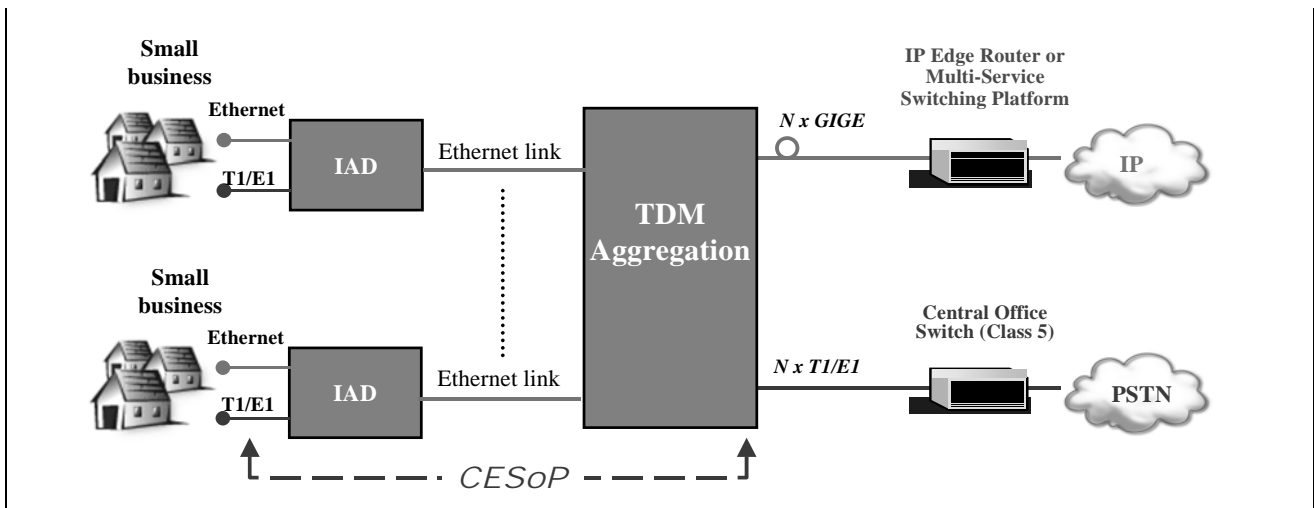 Small
business
Ethernet
T1/E1
IAD
Ethernet link
TDM
Aggregation
N x GIGE
IP Edge Router or
Multi-Service
Switching Platform
IP
Small
business
Ethernet
T1/E1
IAD
Ethernet link
N x T1/E1
Central Office
Switch (Class 5)
PSTN
CESoP